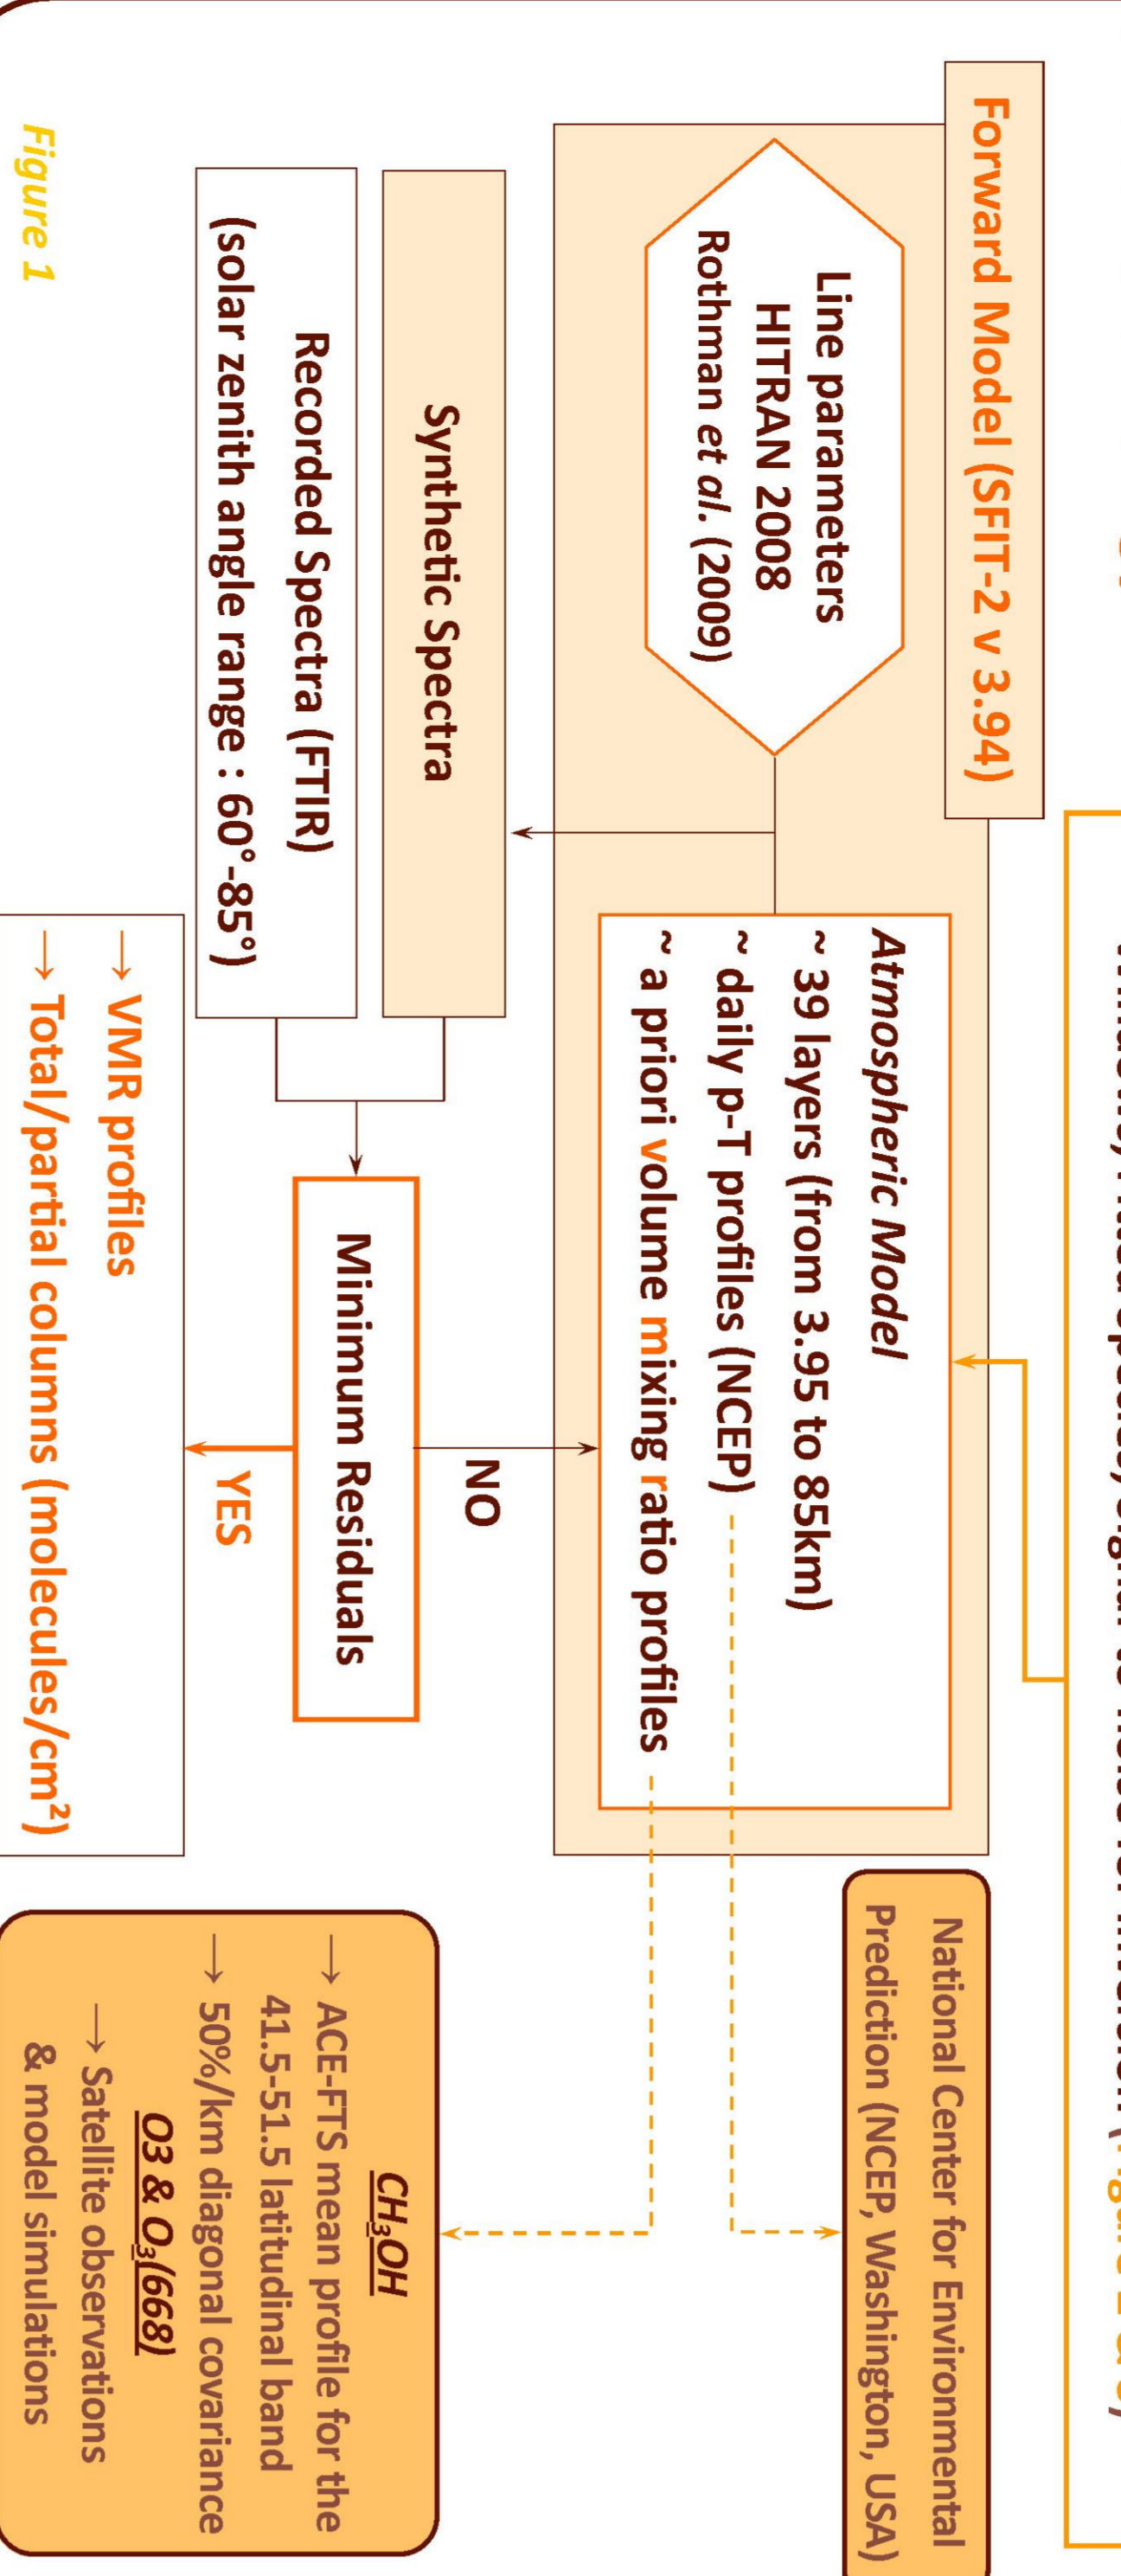 Forward Model (SFIT-2 v 3.94)
Line parameters
HITRAN 2008
Rothman et al. (2009)
Atmospheric Model
~ 39 layers (from 3.95 to 85km)
~ daily p-T profiles (NCEP)
~ a priori volume mixing ratio profiles
National Center for Environmental
Prediction (NCEP, Washington, USA)
Synthetic Spectra
NO
Recorded Spectra (FTIR)
(solar zenith angle range : 60°-85°)
Minimum Residuals
YES
→ VMR profiles
→ Total/partial columns (molecules/cm²)
CH₃OH
→ ACE-FTS mean profile for the
41.5-51.5 latitudinal band
→ 50%/km diagonal covariance
O3 & O₃(668)
→ Satellite observations
& model simulations
Figure 1